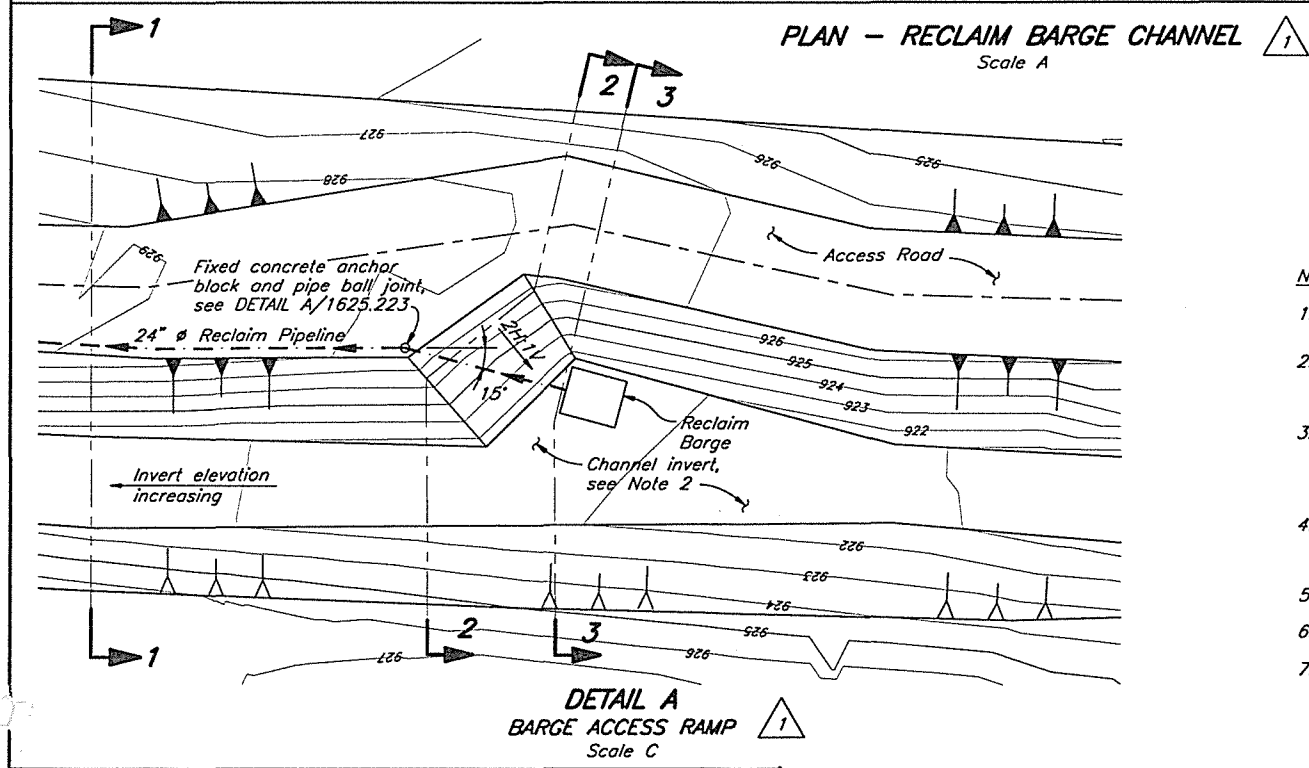 PLAN - RECLAIM BARGE CHANNEL
1
Scale A
1
2
3
927
926
925
928
929
Access Road
Fixed concrete anchor
block and pipe ball joint,
see DETAIL A/1625.223
24" ø Reclaim Pipeline
2H:1V
15°
926
925
924
923
922
Reclaim
Barge
Channel invert,
see Note 2
Invert elevation
increasing
922
923
924
925
926
927
1
2
3
DETAIL A
BARGE ACCESS RAMP
1
Scale C
N
1
2
3
4
5
6
7